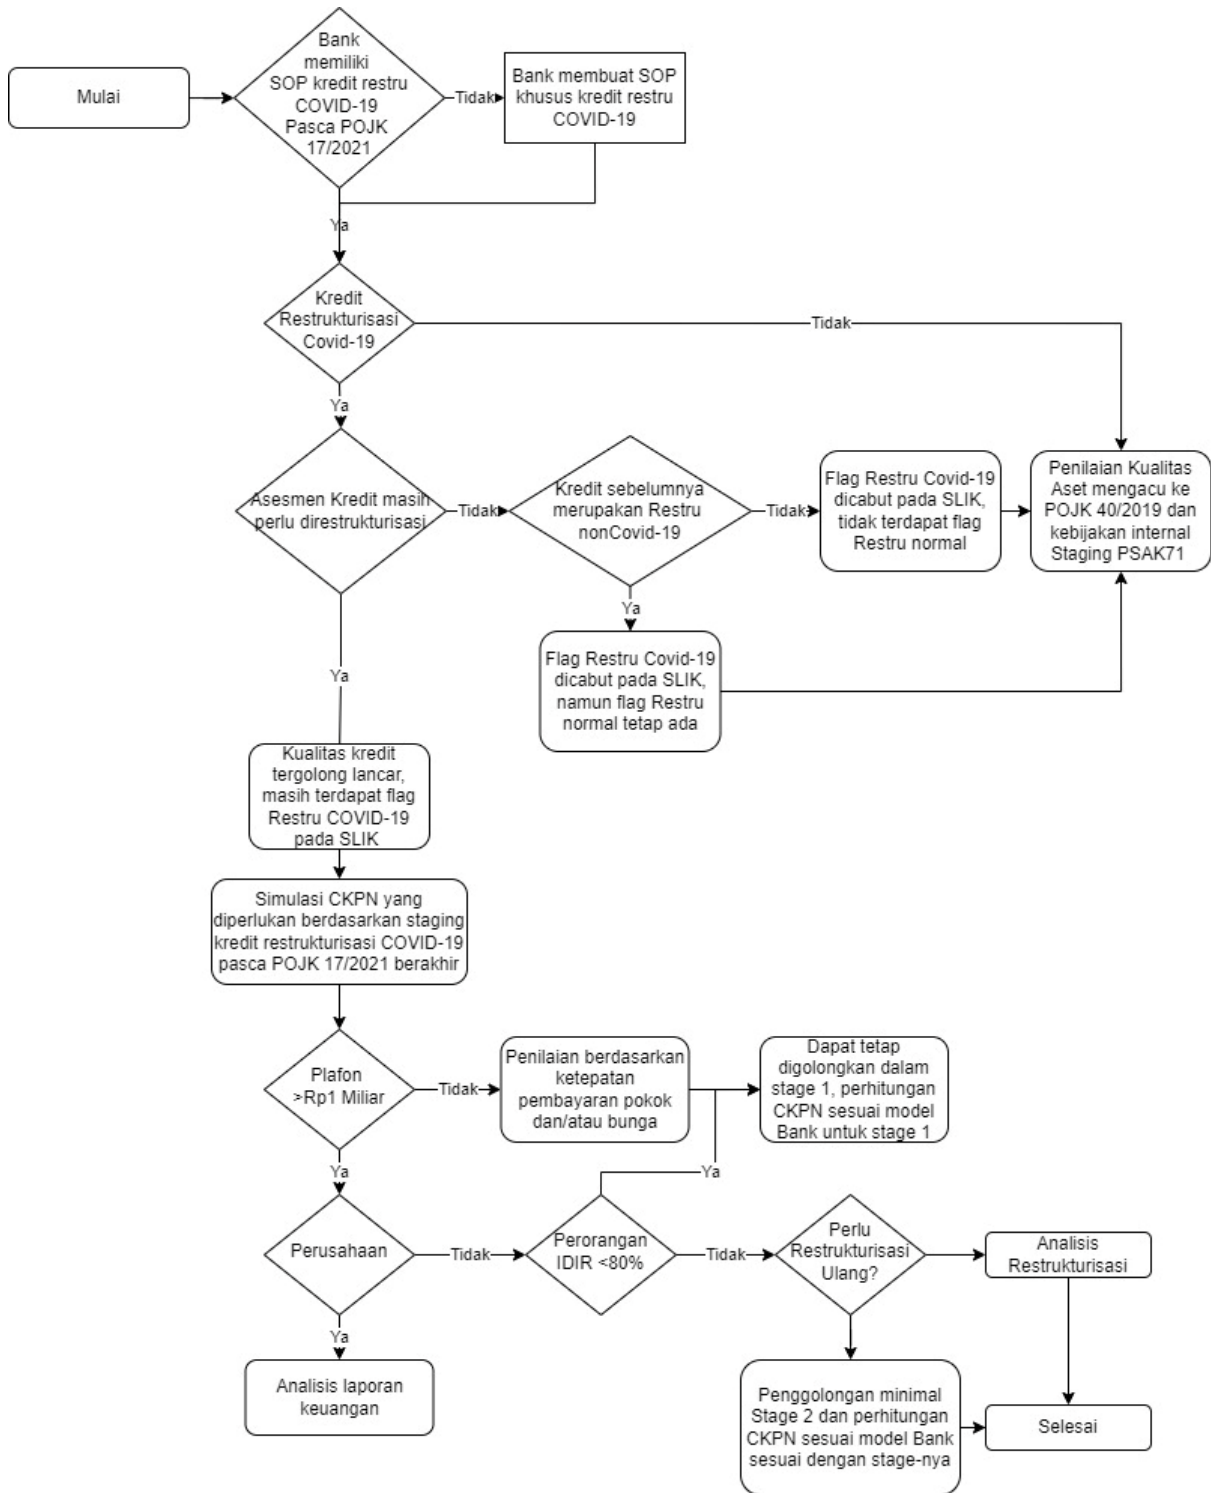 Mulai
Bank
memiliki
SOP kredit restru
COVID-19
Pasca POJK
17/2021
Tidak
Bank membuat SOP
khusus kredit restru
COVID-19
Ya
Kredit
Restrukturisasi
Covid-19
Tidak
Ya
Asesmen Kredit masih
perlu direstrukturisasi
Tidak
Kredit sebelumnya
merupakan Restru
nonCovid-19
Tidak
Flag Restru Covid-19
dicabut pada SLIK,
tidak terdapat flag
Restru normal
Penilaian Kualitas
Aset mengacu ke
POJK 40/2019 dan
kebijakan internal
Staging PSAK71
Ya
Flag Restru Covid-19
dicabut pada SLIK,
namun flag Restru
normal tetap ada
Ya
Kualitas kredit
tergolong lancar,
masih terdapat flag
Restru COVID-19
pada SLIK
Simulasi CKPN yang
diperlukan berdasarkan staging
kredit restrukturisasi COVID-19
pasca POJK 17/2021 berakhir
Plafon
>Rp1 Miliar
Tidak
Penilaian berdasarkan
ketepatan
pembayaran pokok
dan/atau bunga
Dapat tetap
digolongkan dalam
stage 1, perhitungan
CKPN sesuai model
Bank untuk stage 1
Ya
Ya
Perusahaan
Tidak
Perorangan
IDIR <80%
Tidak
Perlu
Restrukturisasi
Ulang?
Analisis
Restrukturisasi
Ya
Analisis laporan
keuangan
Penggolongan minimal
Stage 2 dan perhitungan
CKPN sesuai model Bank
sesuai dengan stage-nya
Selesai